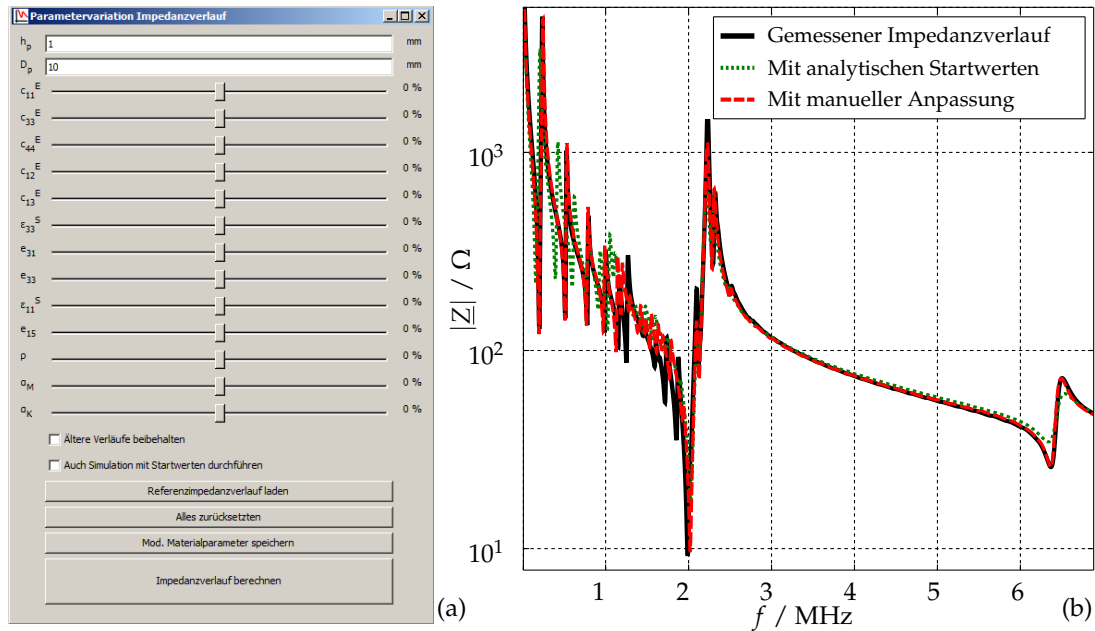 Parametervariation Impedanzverlauf
h_p 1 mm
D_p 10 mm
c_11^E 0 %
c_33^E 0 %
c_44^E 0 %
c_12^E 0 %
c_13^E 0 %
ε_33^S 0 %
e_31 0 %
e_33 0 %
ε_11^S 0 %
e_15 0 %
ρ 0 %
α_M 0 %
α_K 0 %
Ältere Verläufe beibehalten
Auch Simulation mit Startwerten durchführen
Referenzimpedanzverlauf laden
Alles zurücksetzten
Mod. Materialparameter speichern
Impedanzverlauf berechnen
(a)
Gemessener Impedanzverlauf
Mit analytischen Startwerten
Mit manueller Anpassung
10^3
10^2
10^1
|Z| / Ω
1 2 3 4 5 6
f / MHz
(b)